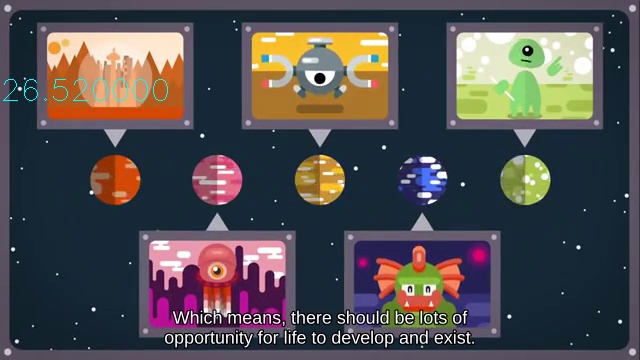 26.520000
Which means, there should be lots of
opportunity for life to develop and exist.